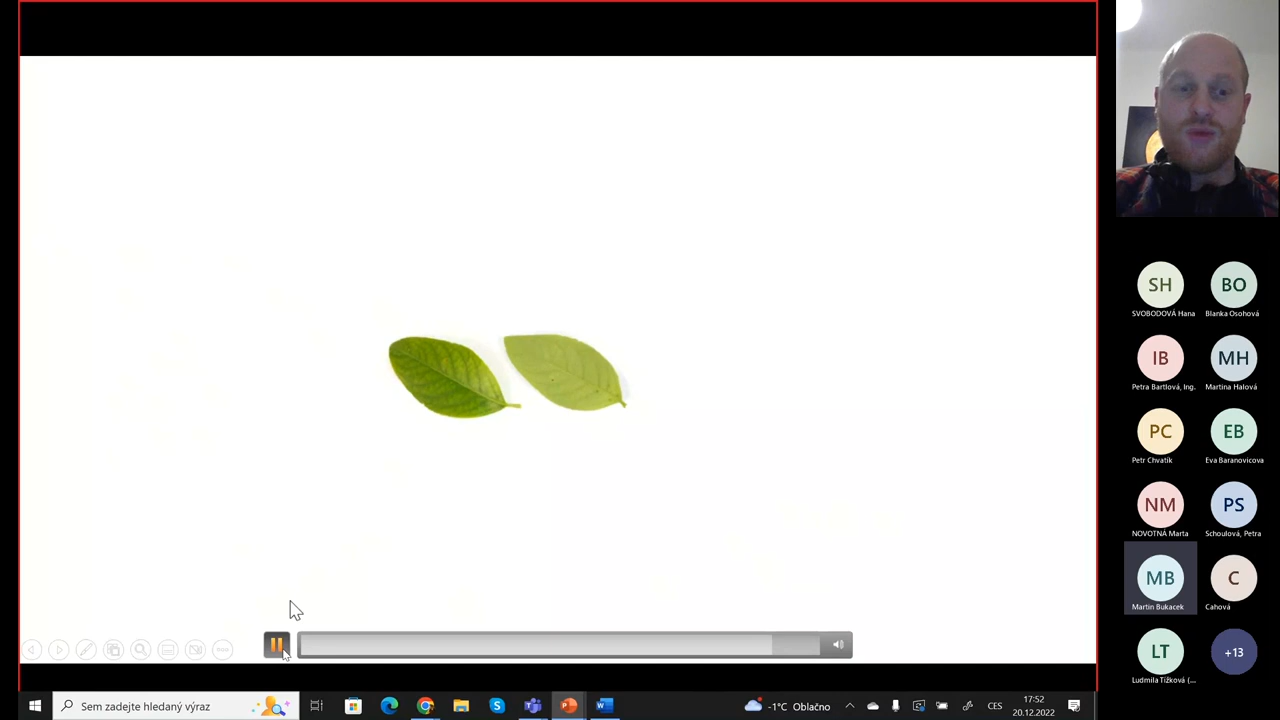 SH
BO
SVOBODOVÁ Hana
Blanka Osohová
IB
MH
Petra Bartlová, Ing.
Martina Halová
PC
EB
Petr Chvatík
Eva Baranovicova
NM
PS
NOVOTNÁ Marta
Schoulová, Petra
MB
C
Martin Bukacek
Cahová
LT
+13
Ludmila Tížková (...
Sem zadejte hledaný výraz
-1°C Oblačno
CES
17:52
20.12.2022